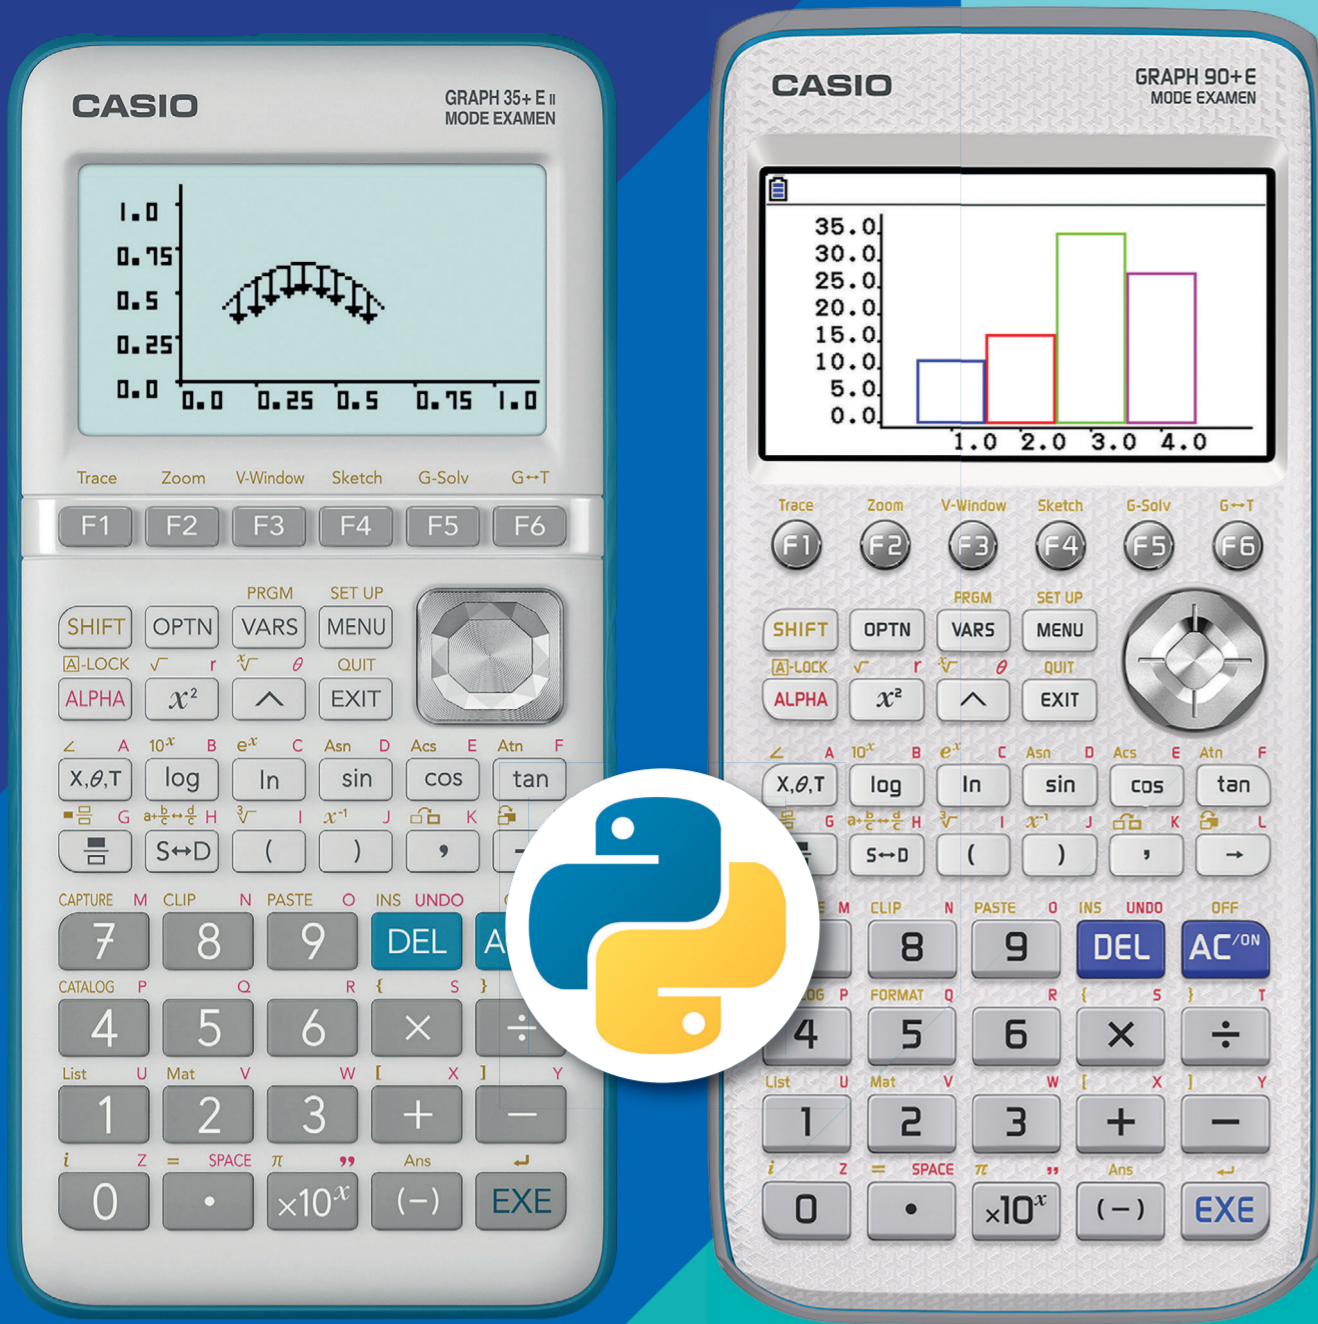 CASIO
GRAPH 35+ E II
MODE EXAMEN
1.0
0.75
0.5
0.25
0.0
0.0 0.25 0.5 0.75 1.0
Trace Zoom V-Window Sketch G-Solv G↔T
F1 F2 F3 F4 F5 F6
PRGM SET UP
SHIFT OPTN VARS MENU
A-LOCK √ r ˣ√ θ QUIT
ALPHA x² ^ EXIT
∠ A 10ˣ B eˣ C Asn D Acs E Atn F
X,θ,T log ln sin cos tan
G a+b/c↔d/c H ³√ I x⁻¹ J K
S↔D ( ) ,
CAPTURE M CLIP N PASTE O INS UNDO
7 8 9 DEL
CATALOG P Q R { S }
4 5 6 × ÷
List U Mat V W [ X ] Y
1 2 3 + −
i Z = SPACE π ” Ans ↵
0 • ×10ˣ (−) EXE
CASIO
GRAPH 90+E
MODE EXAMEN
35.0
30.0
25.0
20.0
15.0
10.0
5.0
0.0
1.0 2.0 3.0 4.0
Trace Zoom V-Window Sketch G-Solv G↔T
F1 F2 F3 F4 F5 F6
PRGM SET UP
SHIFT OPTN VARS MENU
A-LOCK √ r ˣ√ θ QUIT
ALPHA x² ^ EXIT
∠ A 10ˣ B eˣ C Asn D Acs E Atn F
X,θ,T log ln sin cos tan
G a+b/c↔d/c H ³√ I x⁻¹ J K L
S↔D ( ) , →
M CLIP N PASTE O INS UNDO OFF
8 9 DEL AC/ON
P FORMAT Q R { S } T
4 5 6 × ÷
List U Mat V W [ X ] Y
1 2 3 + −
i Z = SPACE π ” Ans ↵
0 • ×10ˣ (−) EXE